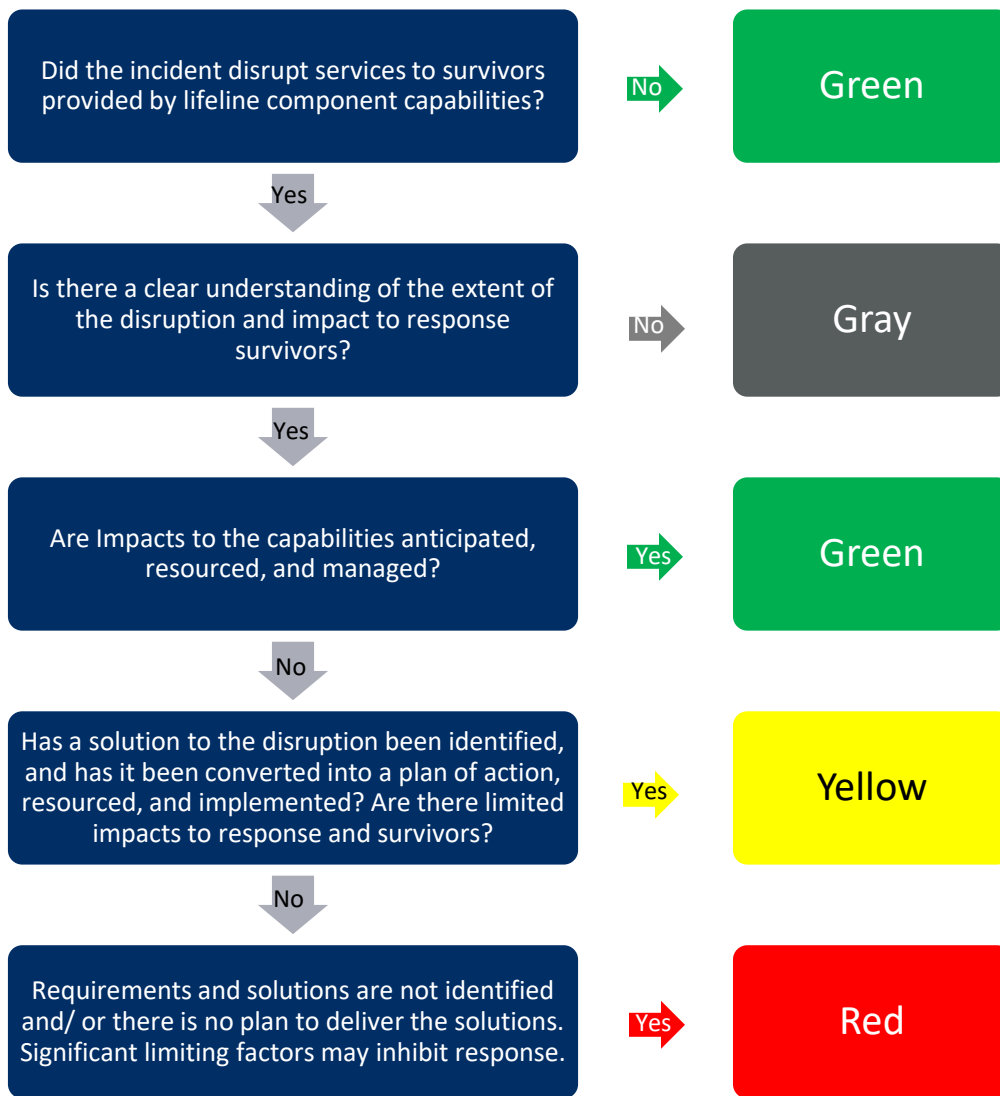 Did the incident disrupt services to survivors
provided by lifeline component capabilities?
No
Green
Yes
Is there a clear understanding of the extent of
the disruption and impact to response
survivors?
No
Gray
Yes
Are Impacts to the capabilities anticipated,
resourced, and managed?
Yes
Green
No
Has a solution to the disruption been identified,
and has it been converted into a plan of action,
resourced, and implemented? Are there limited
impacts to response and survivors?
Yes
Yellow
No
Requirements and solutions are not identified
and/ or there is no plan to deliver the solutions.
Significant limiting factors may inhibit response.
Yes
Red